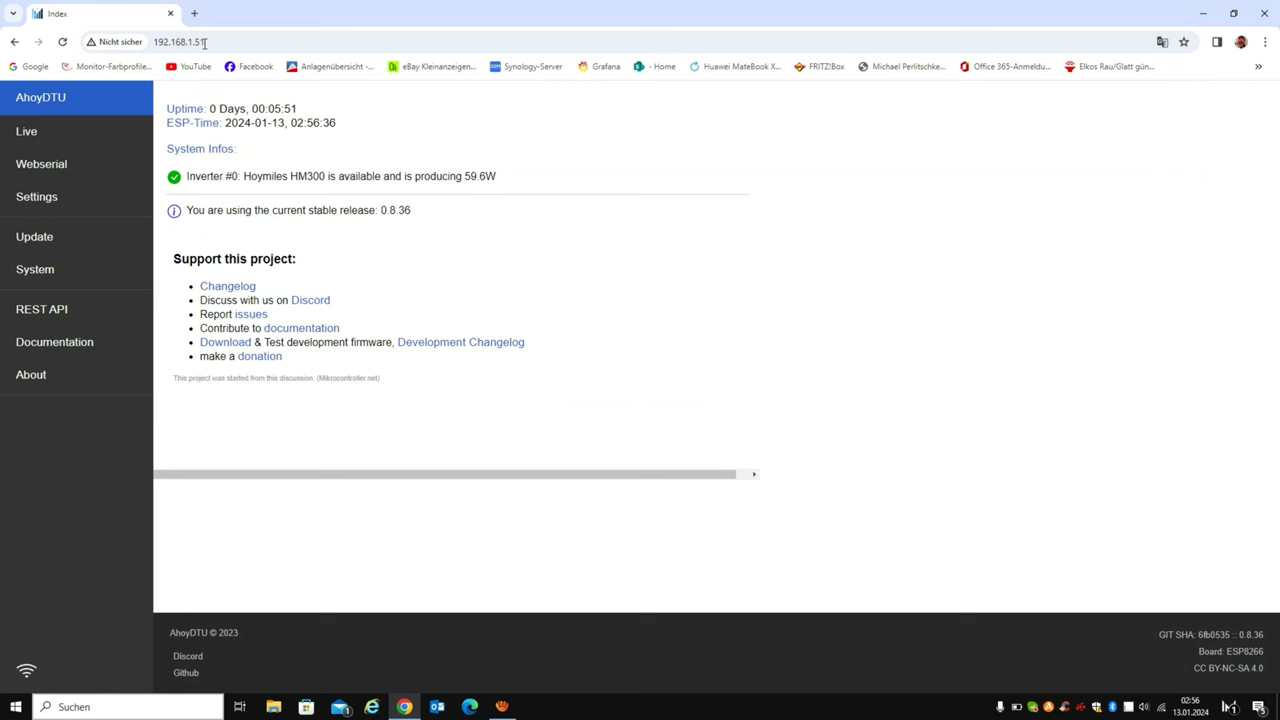 Index
Nicht sicher
192.168.1.51
Google
Monitor-Farbprofile...
YouTube
Facebook
Anlagenübersicht -...
eBay Kleinanzeigen...
Synology-Server
Grafana
- Home
Huawei MateBook X...
FRITZ!Box
Michael Perlitschke...
Office 365-Anmeldu...
Elkos Rau/Glatt gün...
AhoyDTU
Live
Webserial
Settings
Update
System
REST API
Documentation
About
Uptime: 0 Days, 00:05:51
ESP-Time: 2024-01-13, 02:56:36
System Infos:
Inverter #0: Hoymiles HM300 is available and is producing 59.6W
You are using the current stable release: 0.8.36
Support this project:
Changelog
Discuss with us on Discord
Report issues
Contribute to documentation
Download & Test development firmware, Development Changelog
make a donation
This project was started from this discussion. (Mikrocontroller.net)
AhoyDTU © 2023
Discord
Github
GIT SHA: 6fb0535 :: 0.8.36
Board: ESP8266
CC BY-NC-SA 4.0
Suchen
02:56
13.01.2024